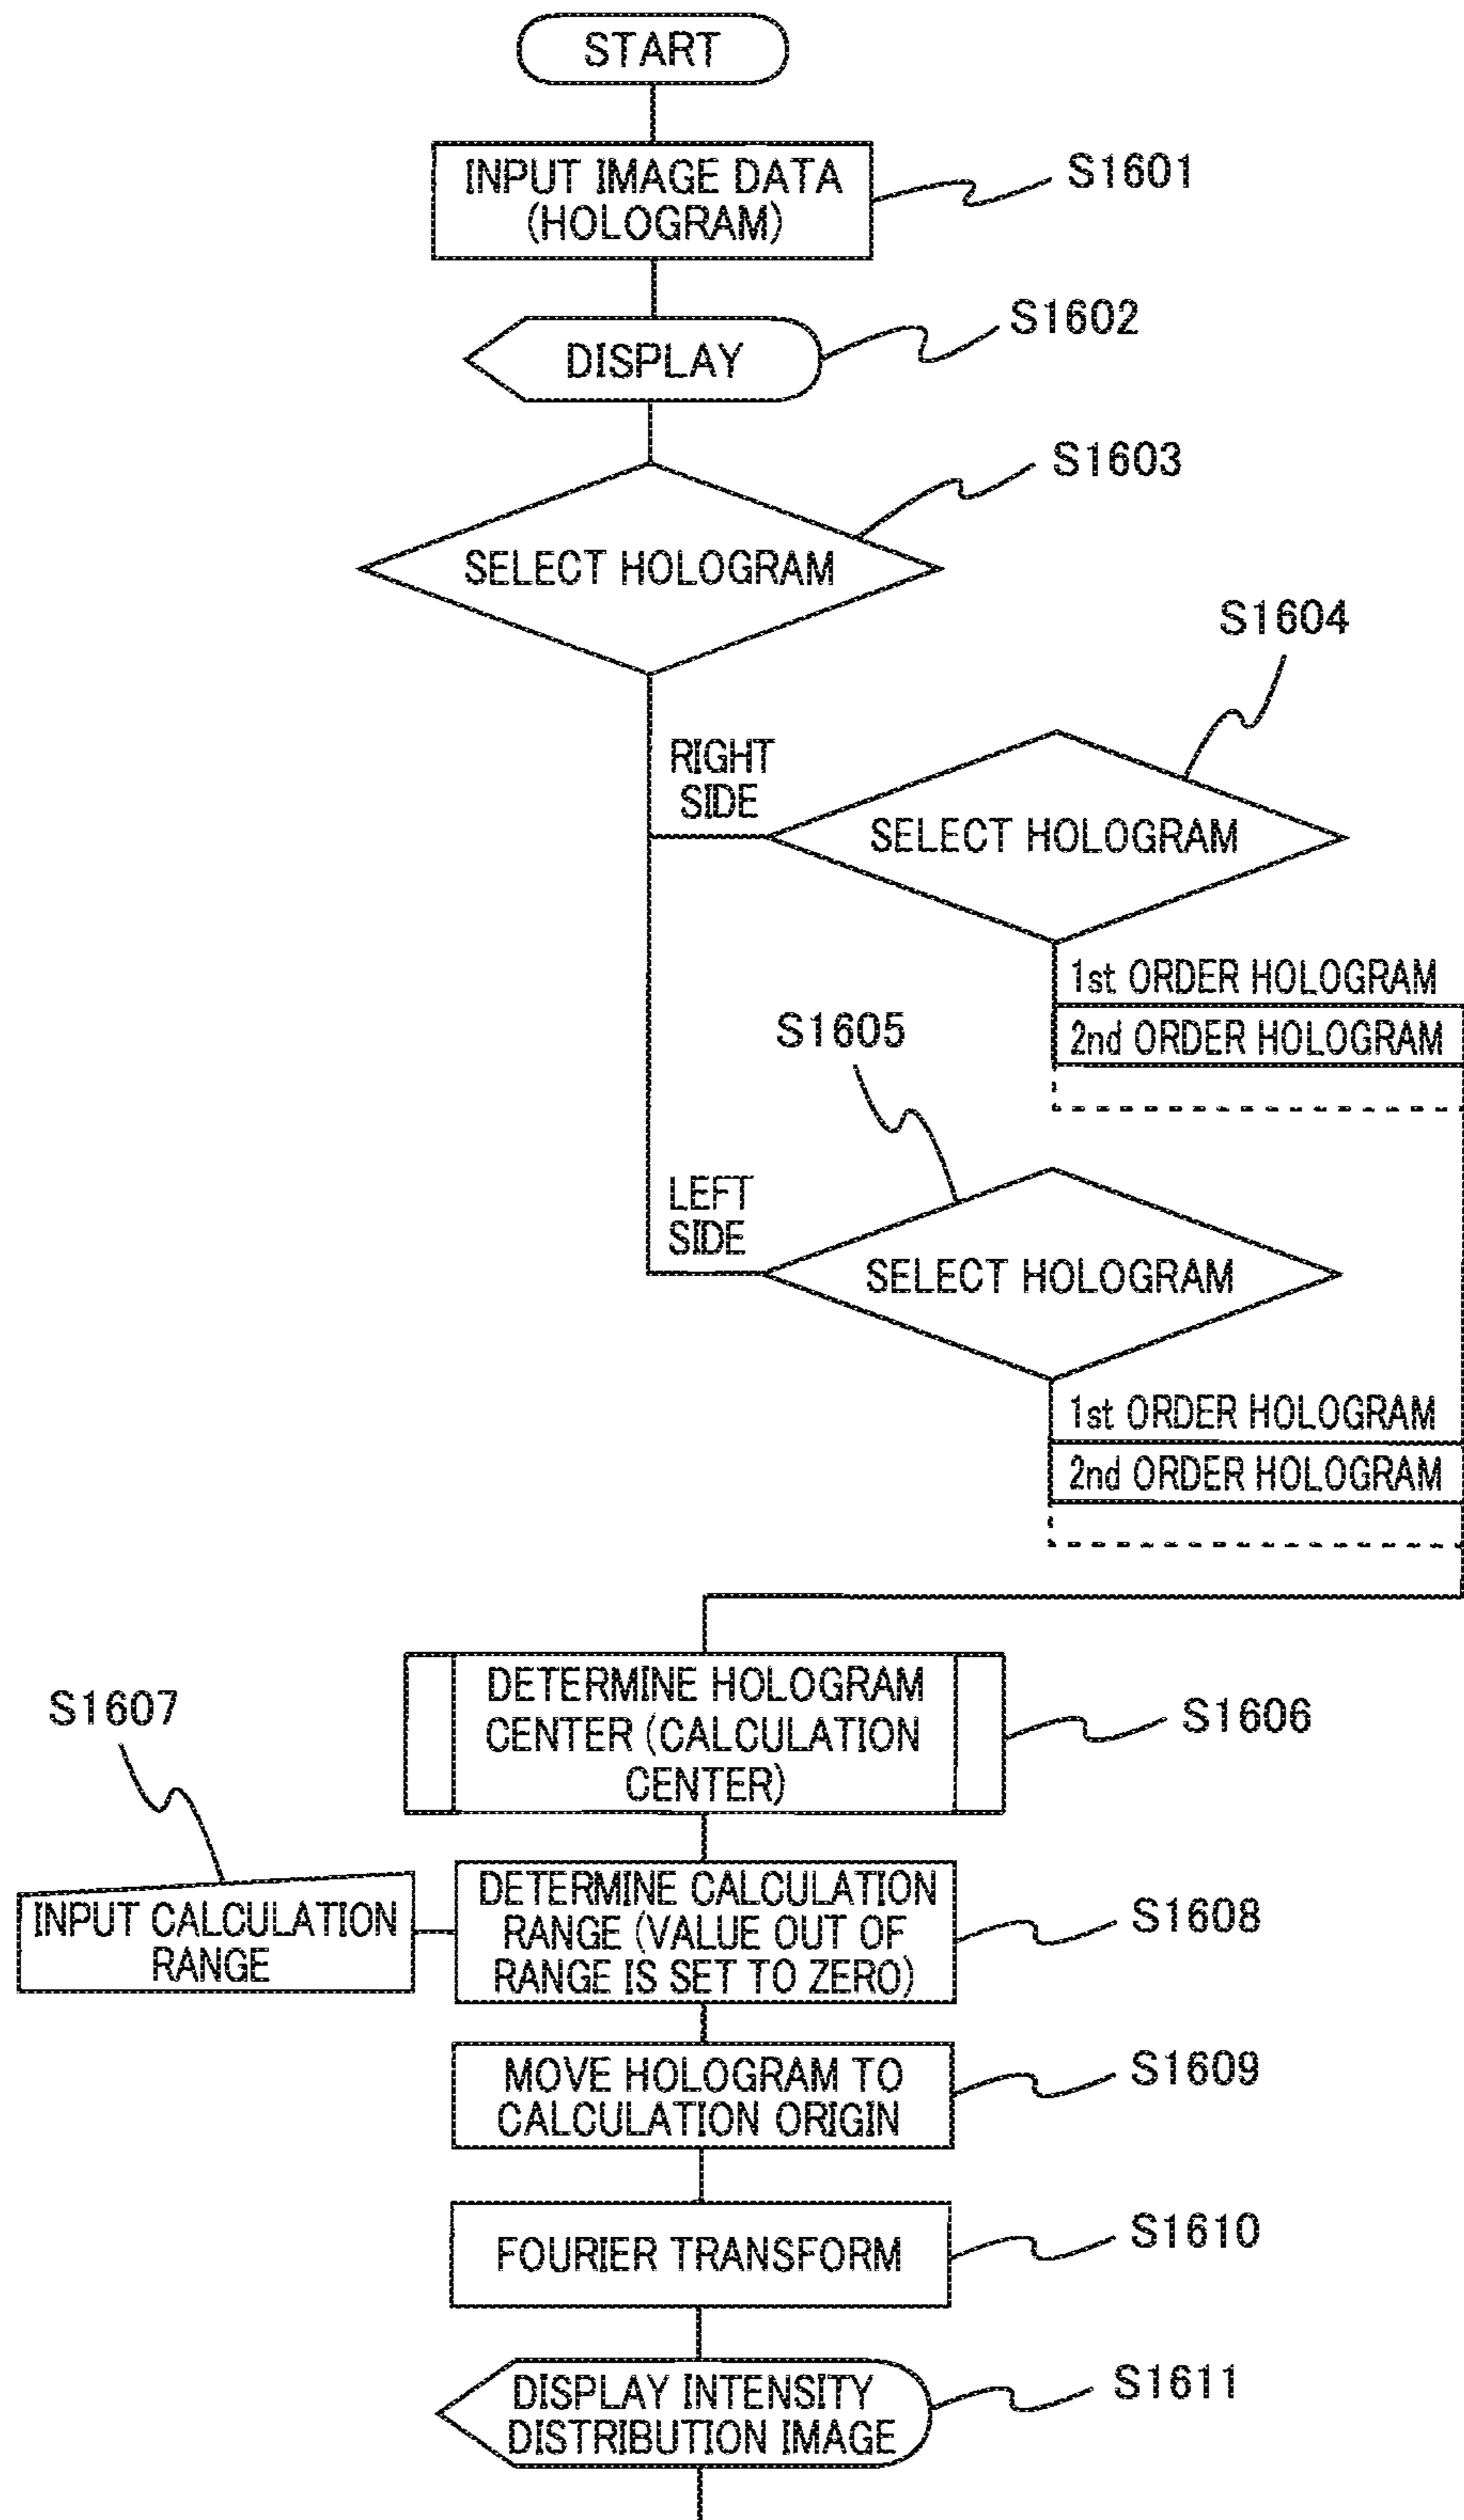 START
INPUT IMAGE DATA
(HOLOGRAM)
S1601
DISPLAY
S1602
SELECT HOLOGRAM
S1603
RIGHT
SIDE
SELECT HOLOGRAM
S1604
1st ORDER HOLOGRAM
2nd ORDER HOLOGRAM
S1605
LEFT
SIDE
SELECT HOLOGRAM
1st ORDER HOLOGRAM
2nd ORDER HOLOGRAM
DETERMINE HOLOGRAM
CENTER (CALCULATION
CENTER)
S1606
S1607
INPUT CALCULATION
RANGE
DETERMINE CALCULATION
RANGE (VALUE OUT OF
RANGE IS SET TO ZERO)
S1608
MOVE HOLOGRAM TO
CALCULATION ORIGIN
S1609
FOURIER TRANSFORM
S1610
DISPLAY INTENSITY
DISTRIBUTION IMAGE
S1611